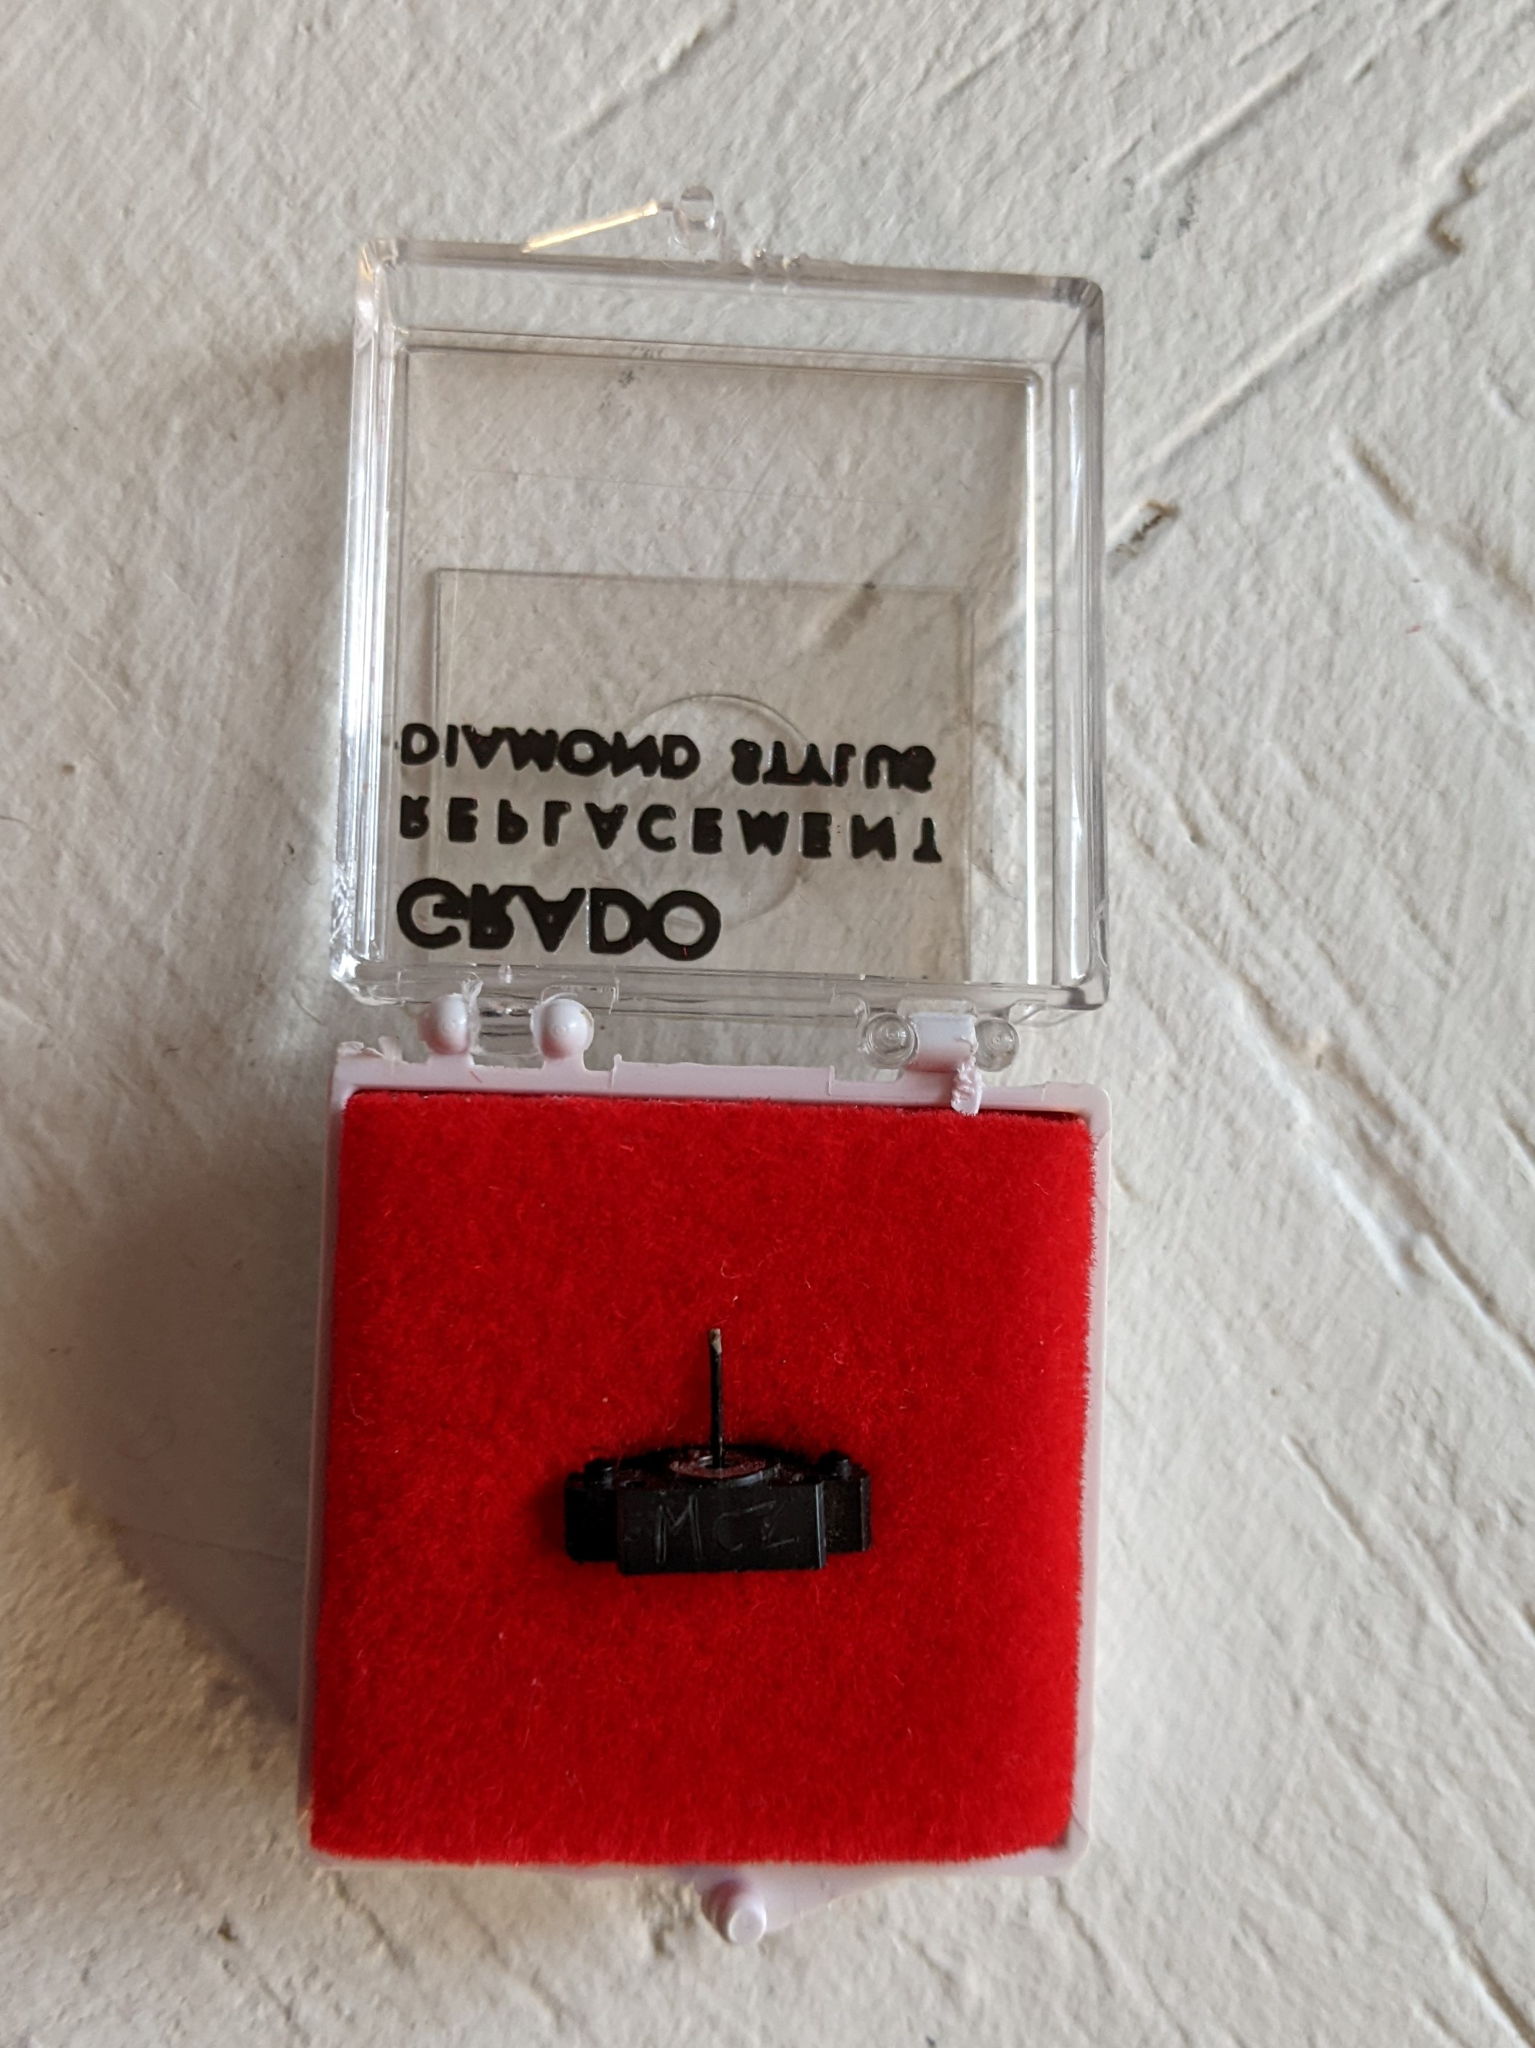 GRADO
REPLACEMENT
DIAMOND STYLUS
MCZ